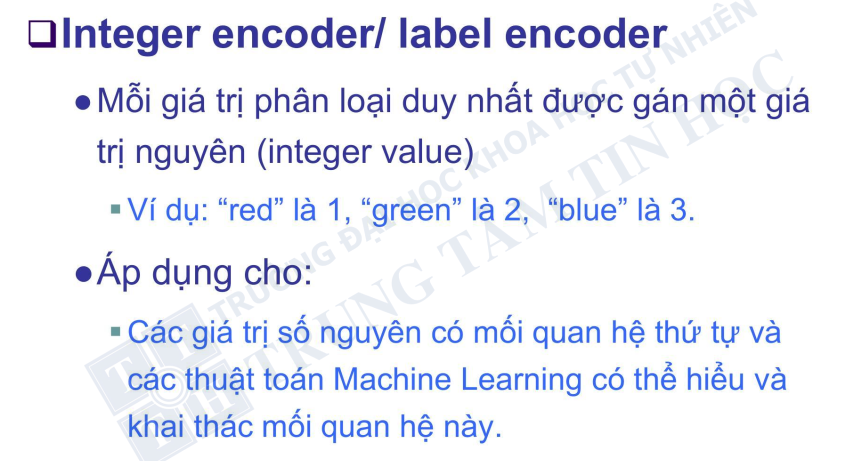 Integer encoder/ label encoder
Mỗi giá trị phân loại duy nhất được gán một giá
trị nguyên (integer value)
Ví dụ: “red” là 1, “green” là 2, “blue” là 3.
Áp dụng cho:
Các giá trị số nguyên có mối quan hệ thứ tự và
các thuật toán Machine Learning có thể hiểu và
khai thác mối quan hệ này.
TRƯỜNG ĐẠI HỌC KHOA HỌC TỰ NHIÊN
TRUNG TÂM TIN HỌC